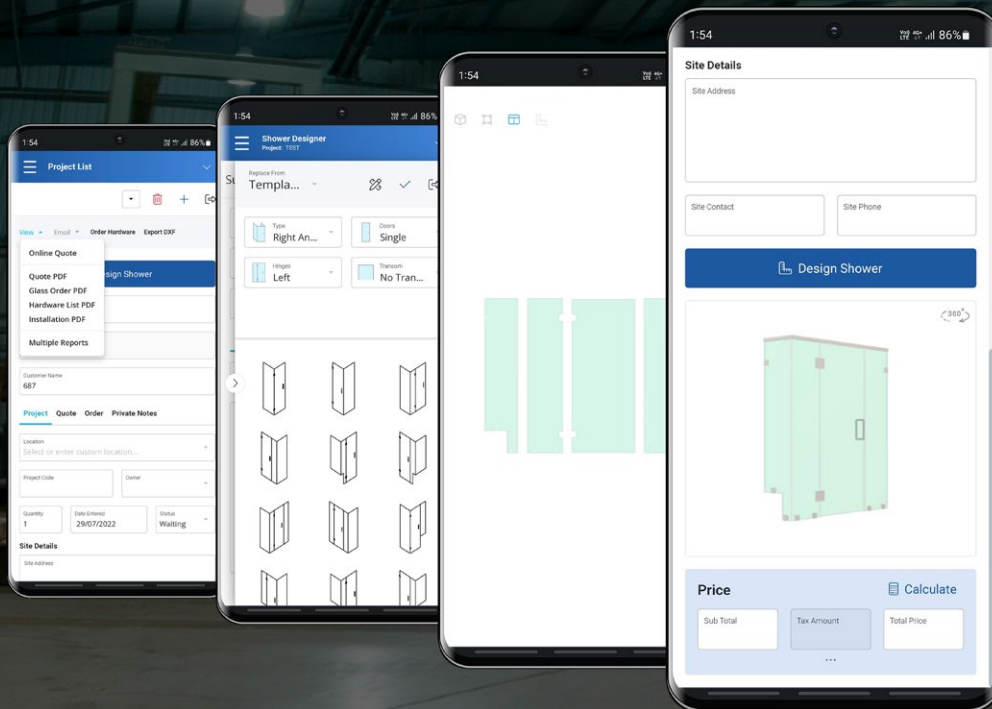 1:54
86%
Project List
View
Email
Order Hardware
Export DXF
Online Quote
Quote PDF
Glass Order PDF
Hardware List PDF
Installation PDF
Multiple Reports
sign Shower
Customer Name
687
Project
Quote
Order
Private Notes
Location
Select or enter custom location...
Project Code
Owner
Quantity
1
Date Entered
29/07/2022
Status
Waiting
Site Details
Site Address
1:54
86%
Shower Designer
Project: TEST
Replace From
Templa...
Type
Right An...
Doors
Single
Hinges
Left
Transom
No Tran...
1:54
1:54
86%
Site Details
Site Address
Site Contact
Site Phone
Design Shower
360°
Price
Calculate
Sub Total
Tax Amount
Total Price
...